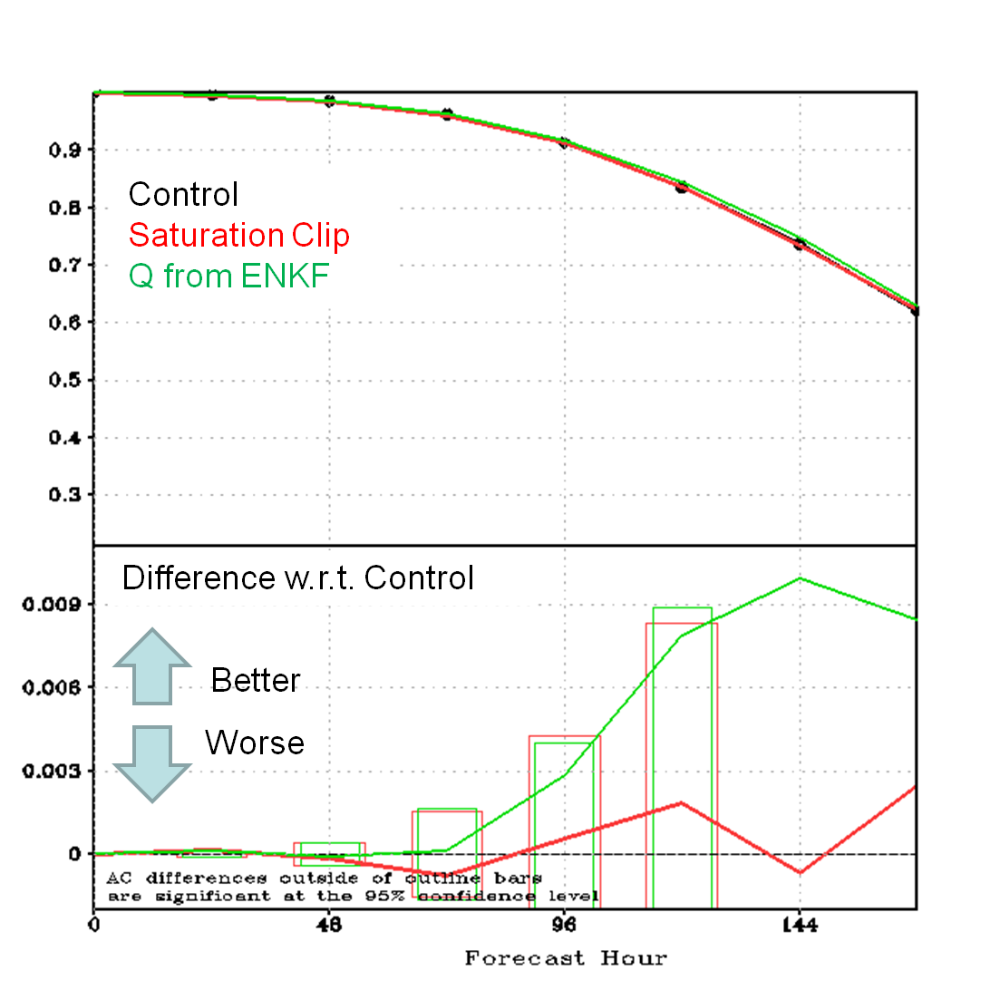 0.9
Control
0.8
Saturation Clip
0.7
Q from ENKF
0.6
0.5
0.4
0.3
Difference w.r.t. Control
0.009
Better
0.006
Worse
0.003
0
AC differences outside of outline bars
are significant at the 95% confidence level
0 48 96 144
Forecast Hour